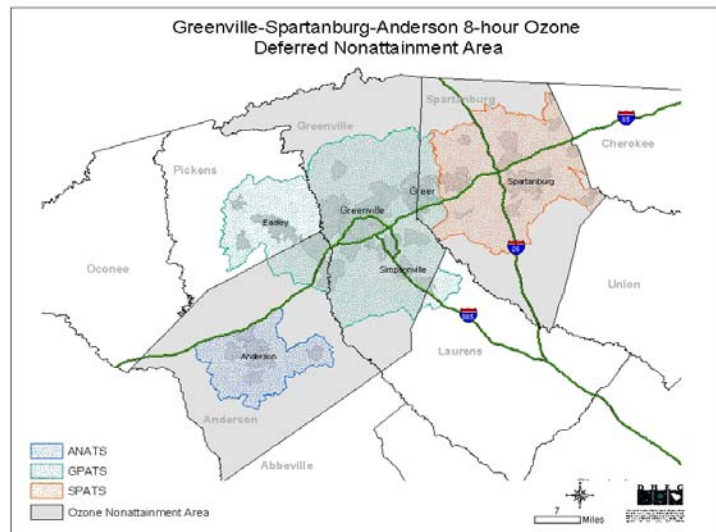 Greenville-Spartanburg-Anderson 8-hour Ozone
Deferred Nonattainment Area
Spartanburg
85
Greenville
Cherokee
Pickens
Greer
Spartanburg
Easley
Greenville
26
Simpsonville
Oconee
Union
385
Laurens
Anderson
Anderson
Abbeville
ANATS
GPATS
SPATS
Ozone Nonattainment Area
7
Miles
DHEC